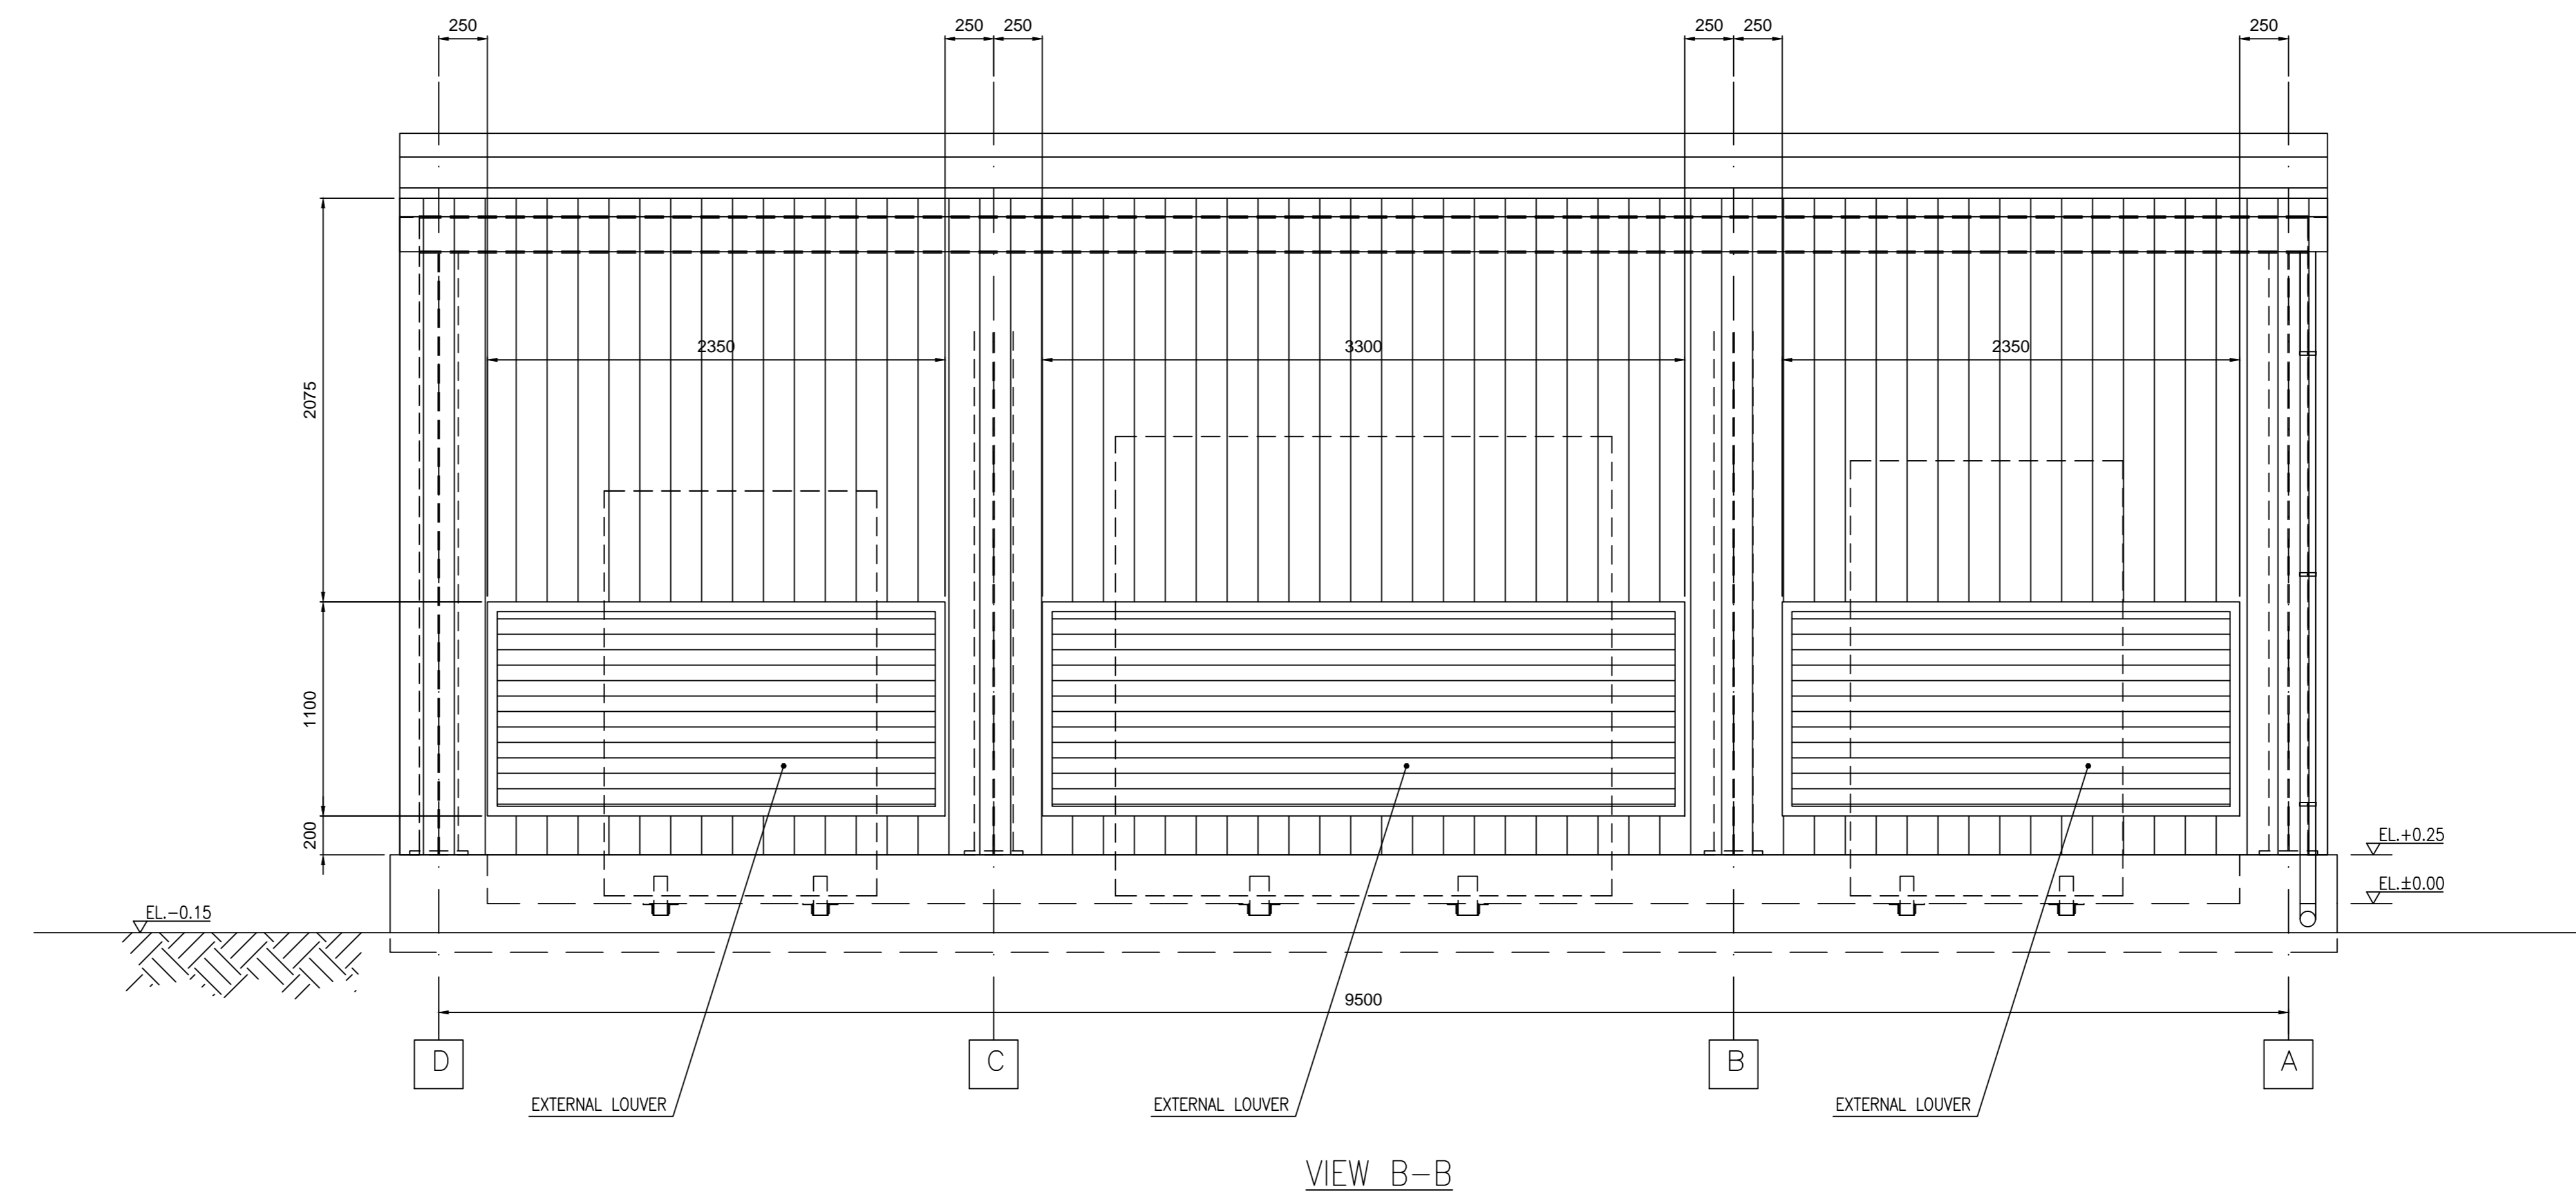 250 250 250 250 250 250
2350 3300 2350
2075
1100
200
EL.+0.25
EL.±0.00
EL.−0.15
9500
D C B A
EXTERNAL LOUVER EXTERNAL LOUVER EXTERNAL LOUVER
VIEW B−B